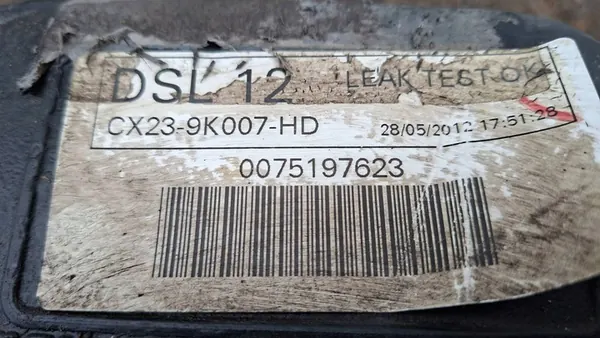 DSL 12 LEAK TEST OK
CX23-9K007-HD 28/05/2012 17:51:28
0075197623